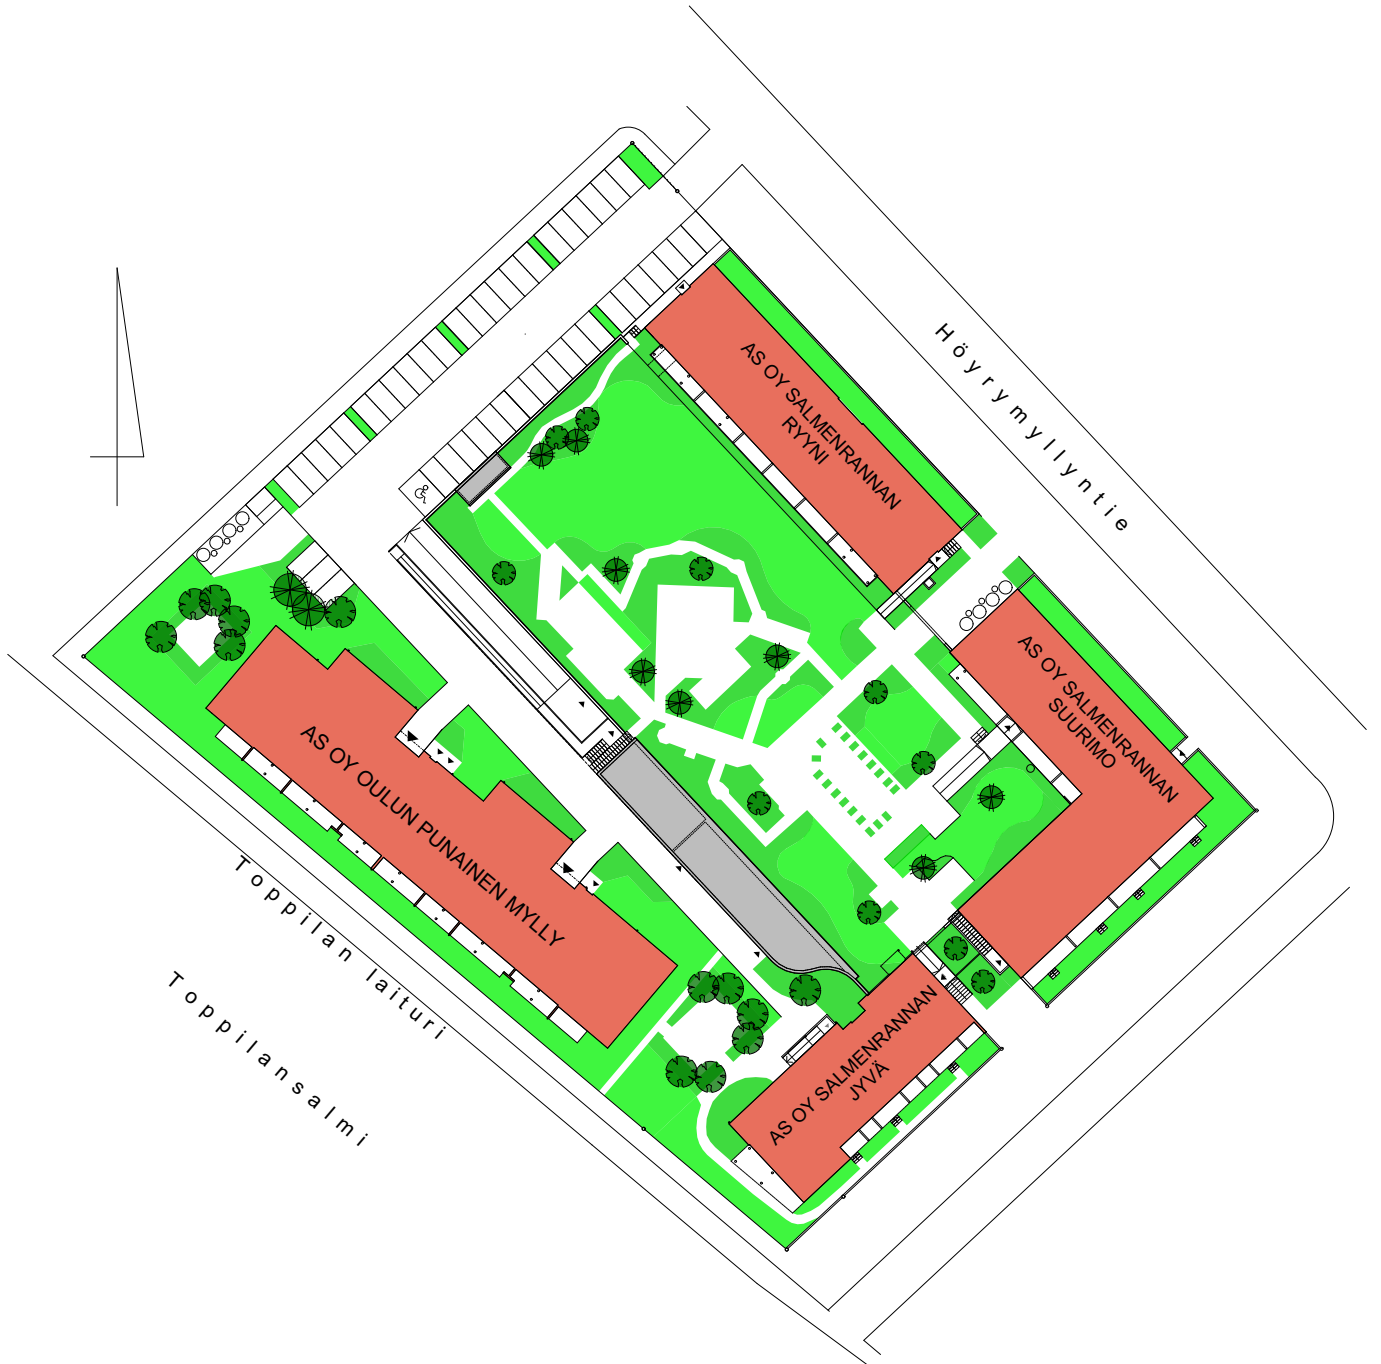 Höyrymyllyntie
AS OY SALMENRANNAN
RYYNI
AS OY SALMENRANNAN
SUURIMO
AS OY OULUN PUNAINEN MYLLY
AS OY SALMENRANNAN
JYVÄ
Toppilan laituri
Toppilansalmi